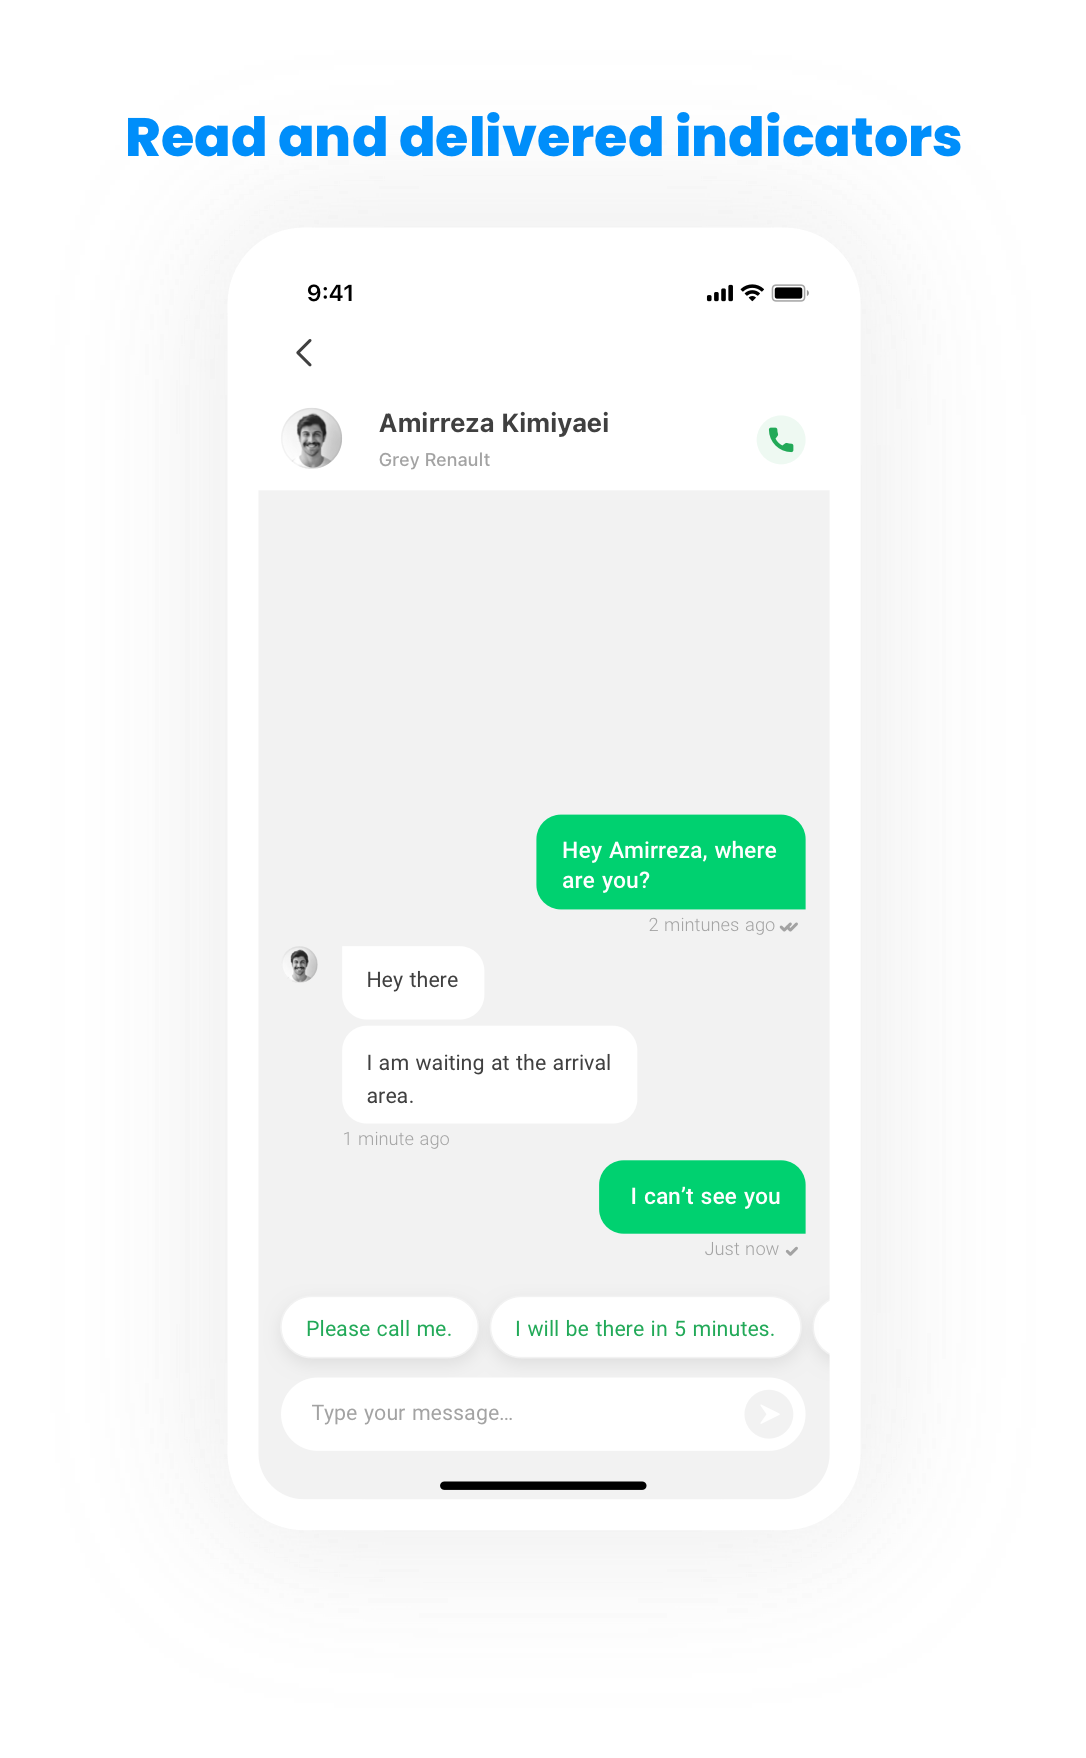 Read and delivered indicators
9:41
Amirreza Kimiyaei
Grey Renault
Hey Amirreza, where
are you?
2 mintunes ago
Hey there
I am waiting at the arrival
area.
1 minute ago
I can’t see you
Just now
Please call me.
I will be there in 5 minutes.
Type your message...